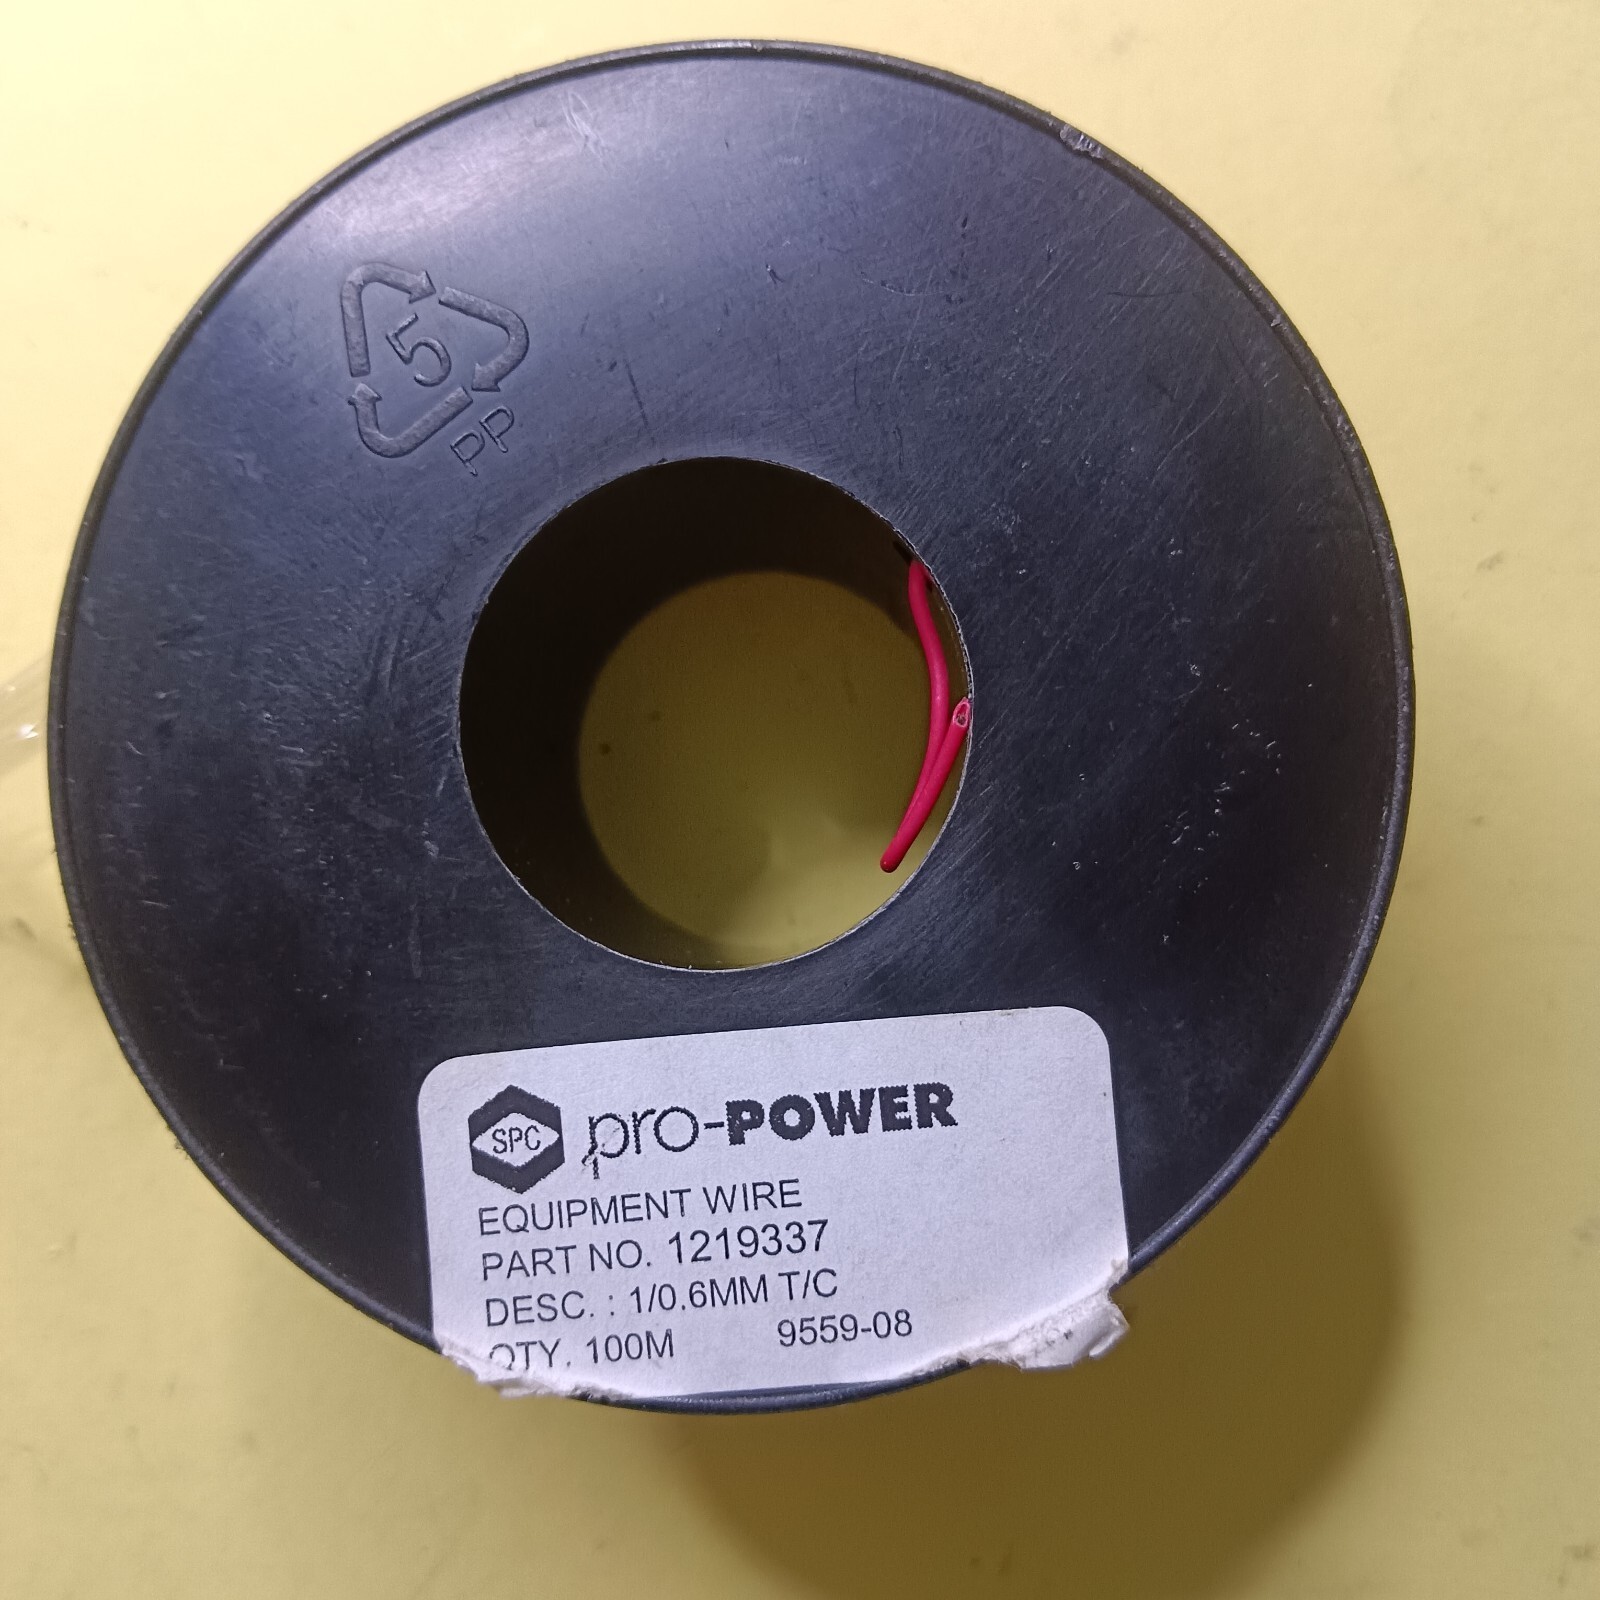 5
PP
SPC pro-POWER
EQUIPMENT WIRE
PART NO. 1219337
DESC. : 1/0.6MM T/C
QTY. 100M 9559-08